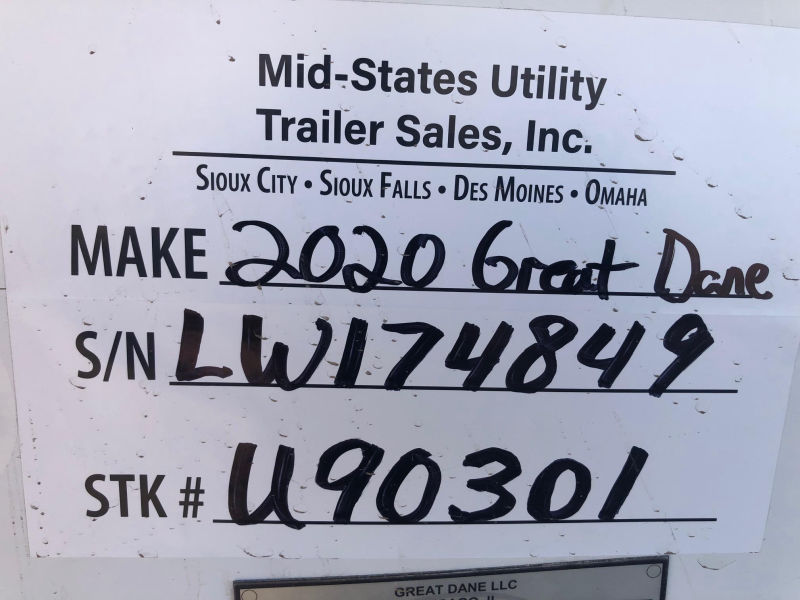 Mid-States Utility
Trailer Sales, Inc.
Sioux City • Sioux Falls • Des Moines • Omaha
MAKE 2020 Great Dane
S/N LW174849
STK # U90301
GREAT DANE LLC